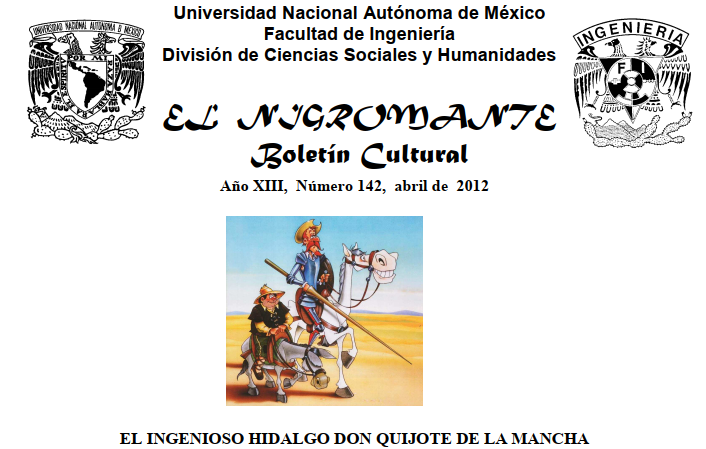 Universidad Nacional Autónoma de México
Facultad de Ingeniería
División de Ciencias Sociales y Humanidades
EL NIGROMANTE
Boletín Cultural
Año XIII, Número 142, abril de 2012
INGENIERIA
F I
EL INGENIOSO HIDALGO DON QUIJOTE DE LA MANCHA